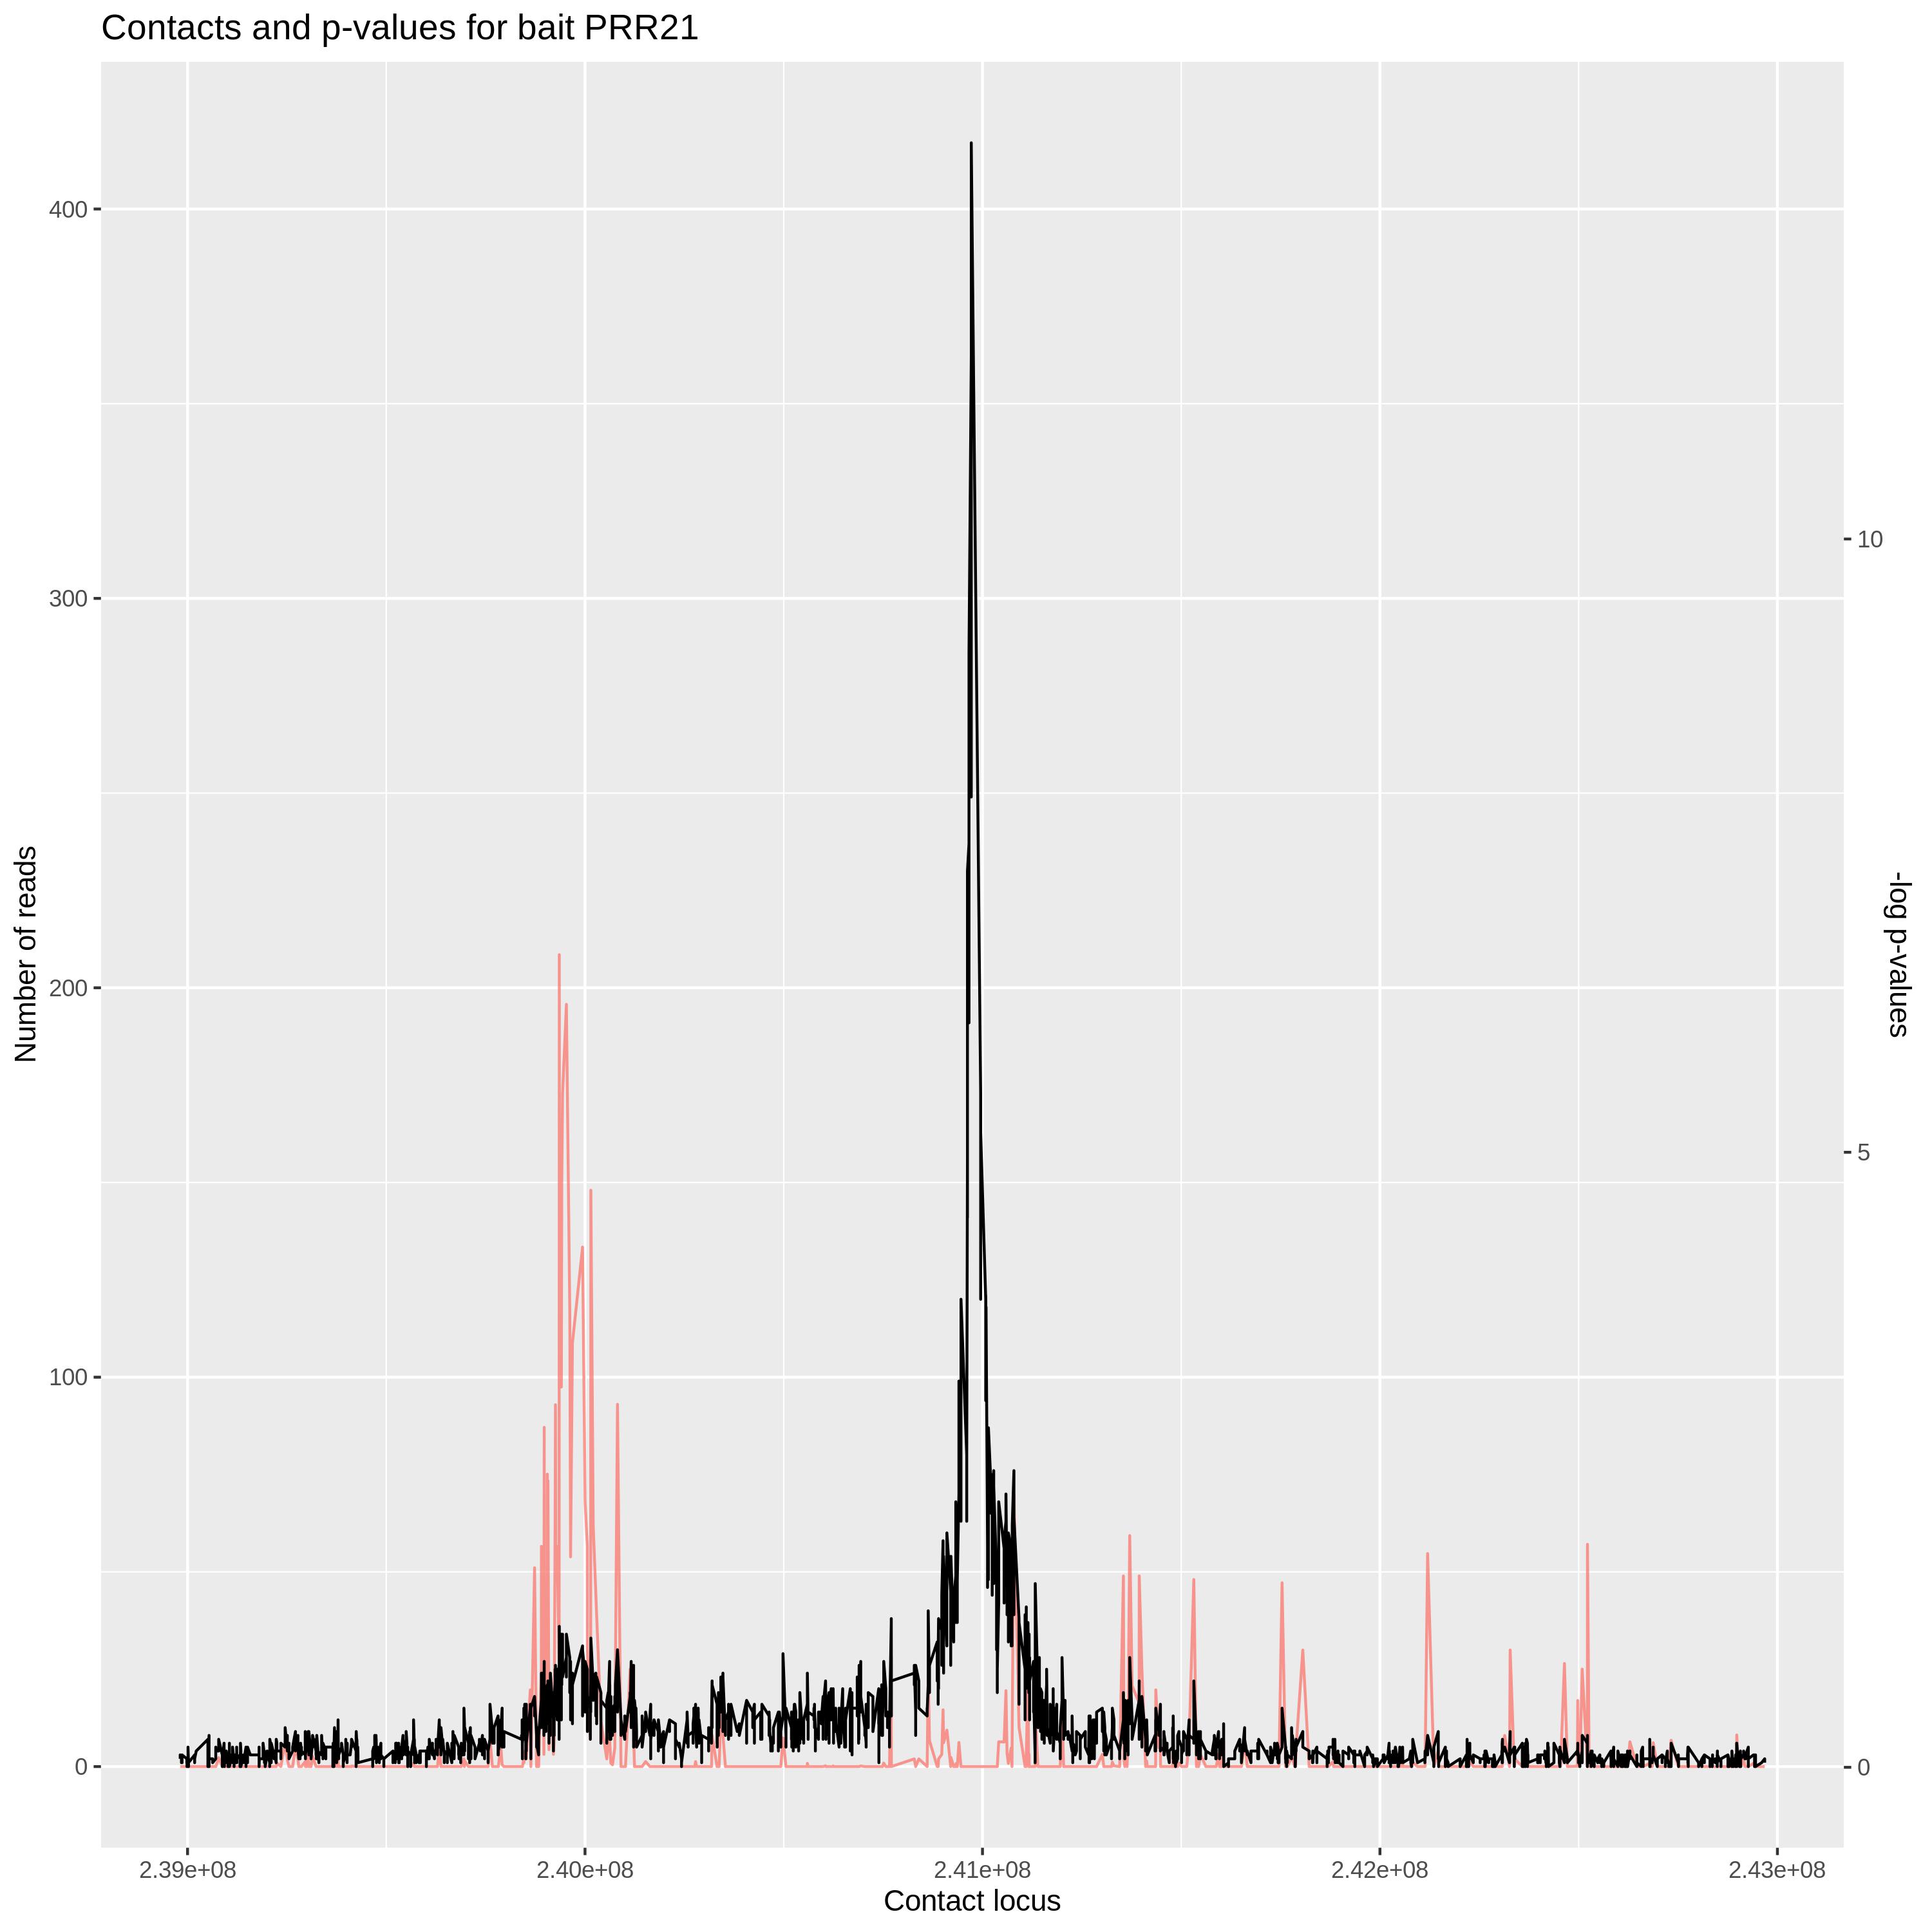 Contacts and p-values for bait PRR21
400
300
200
100
0
Number of reads
10
5
0
-log p-values
2.39e+08
2.40e+08
2.41e+08
2.42e+08
2.43e+08
Contact locus